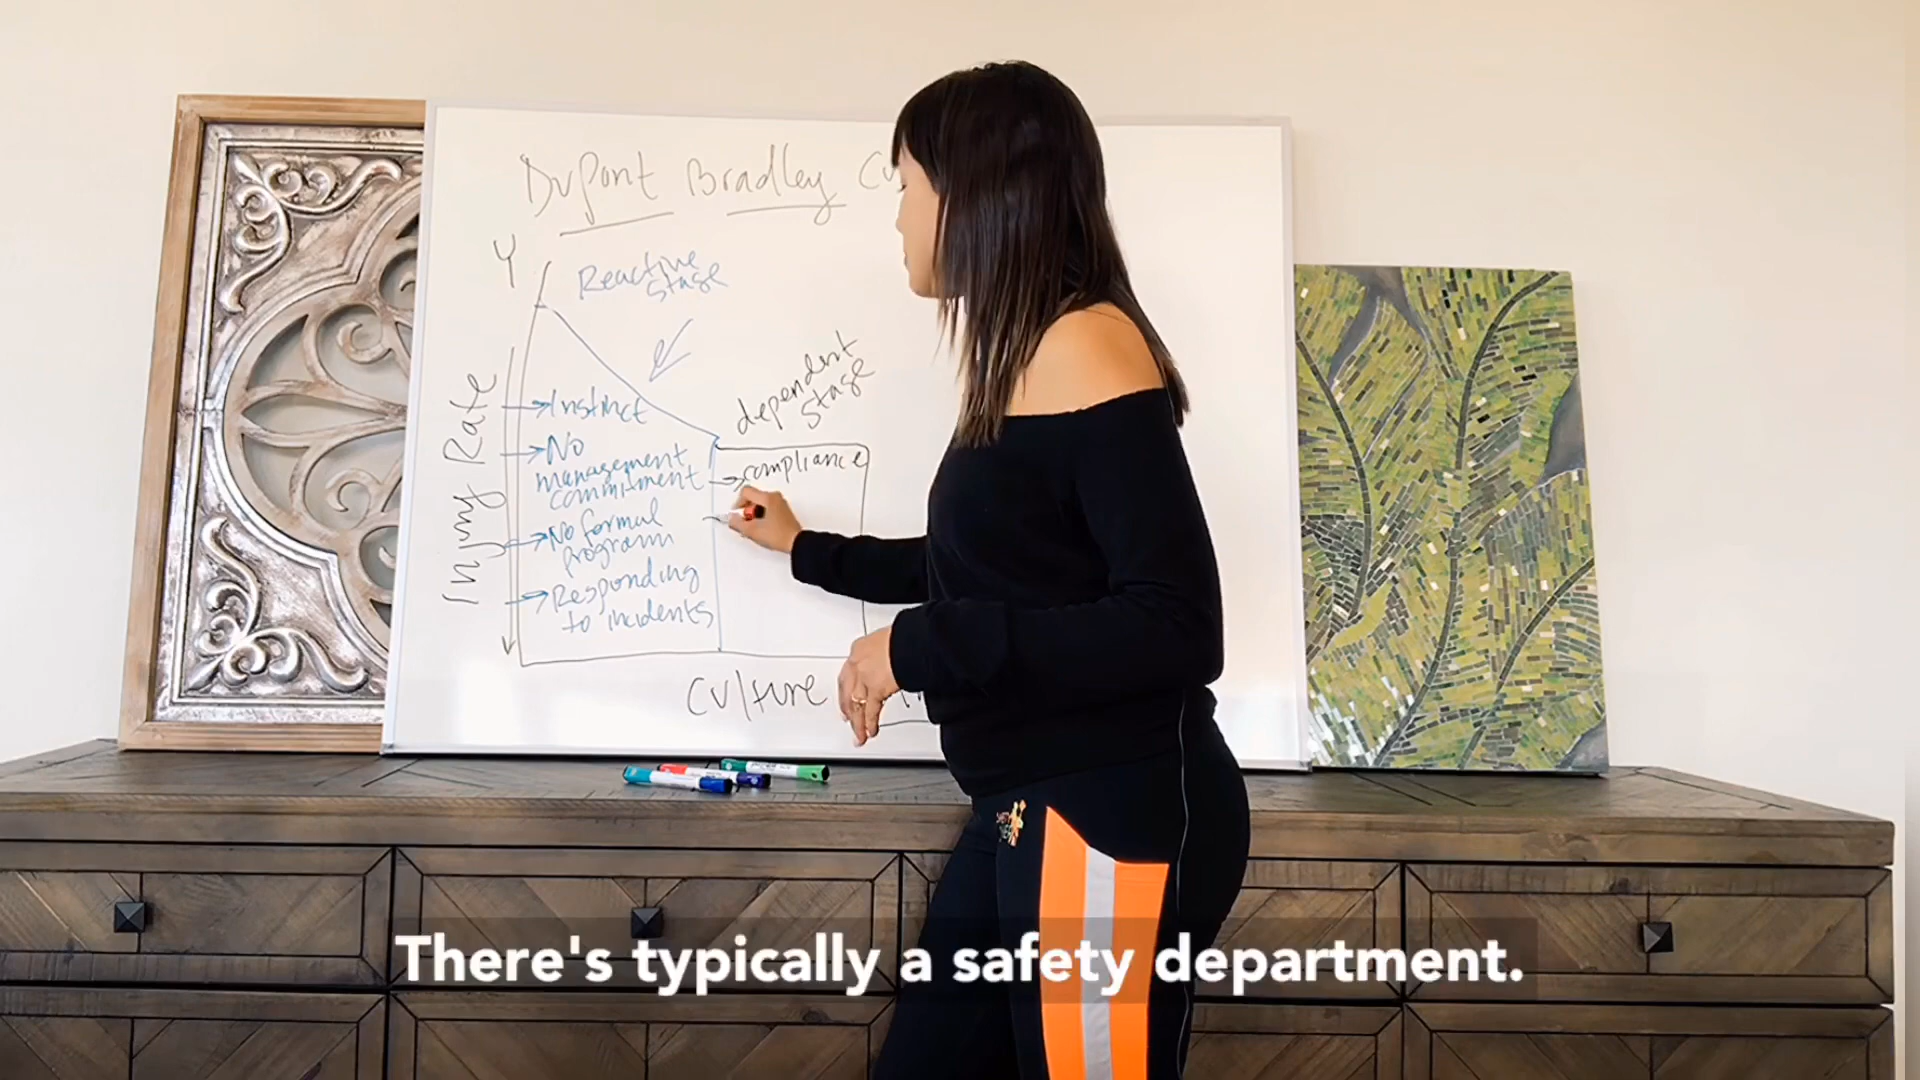 DuPont Bradley Cu
Y
Reactive
stage
dependent
stage
Injury Rate
Instinct
No
management
commitment
No formal
program
Responding
to incidents
compliance
Culture
There's typically a safety department.